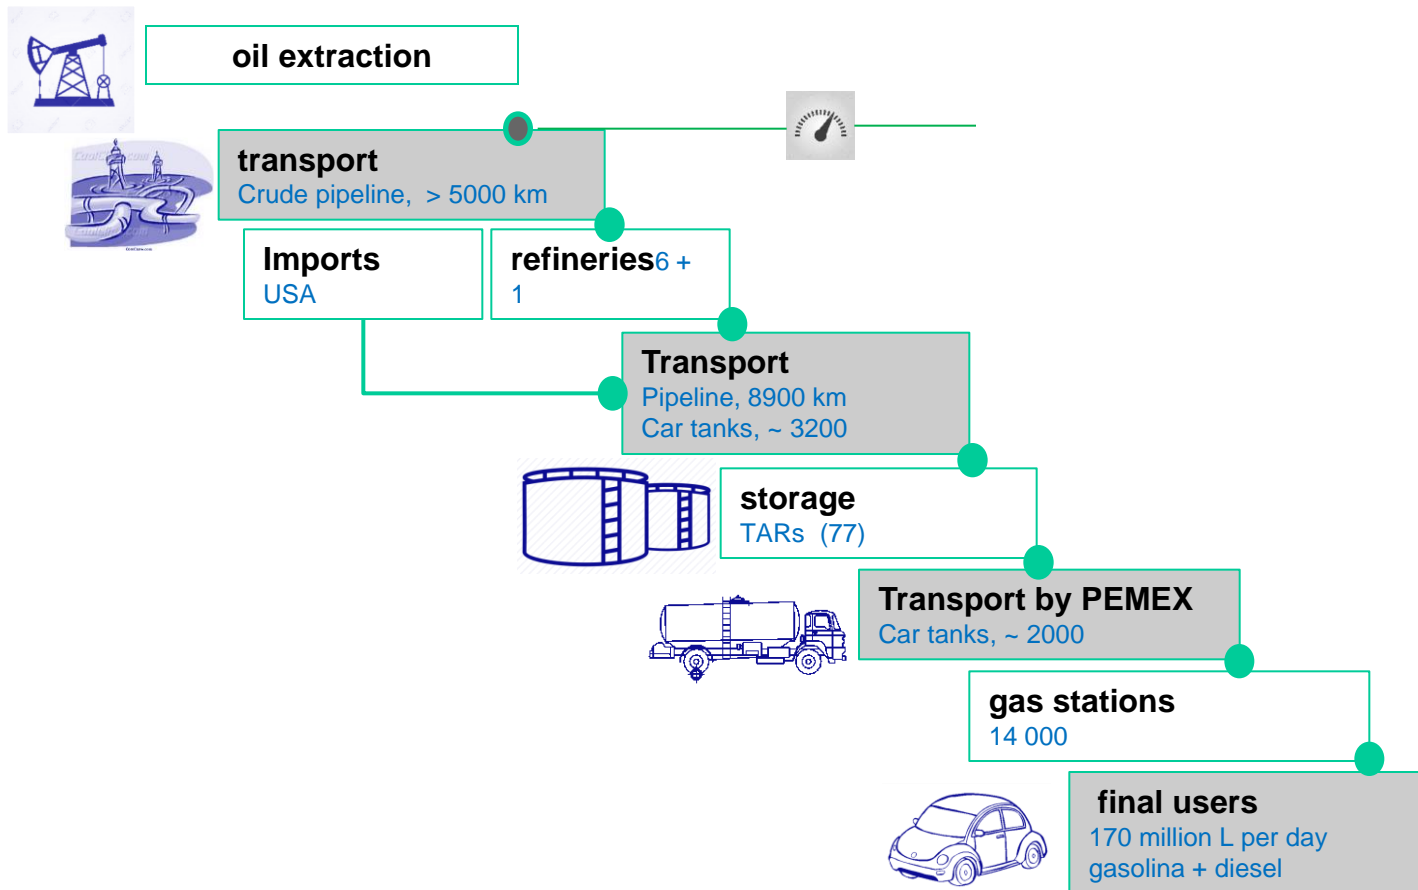 oil extraction
transport
Crude pipeline, > 5000 km
Imports
USA
refineries6 +
1
Transport
Pipeline, 8900 km
Car tanks, ~ 3200
storage
TARs (77)
Transport by PEMEX
Car tanks, ~ 2000
gas stations
14 000
final users
170 million L per day
gasolina + diesel